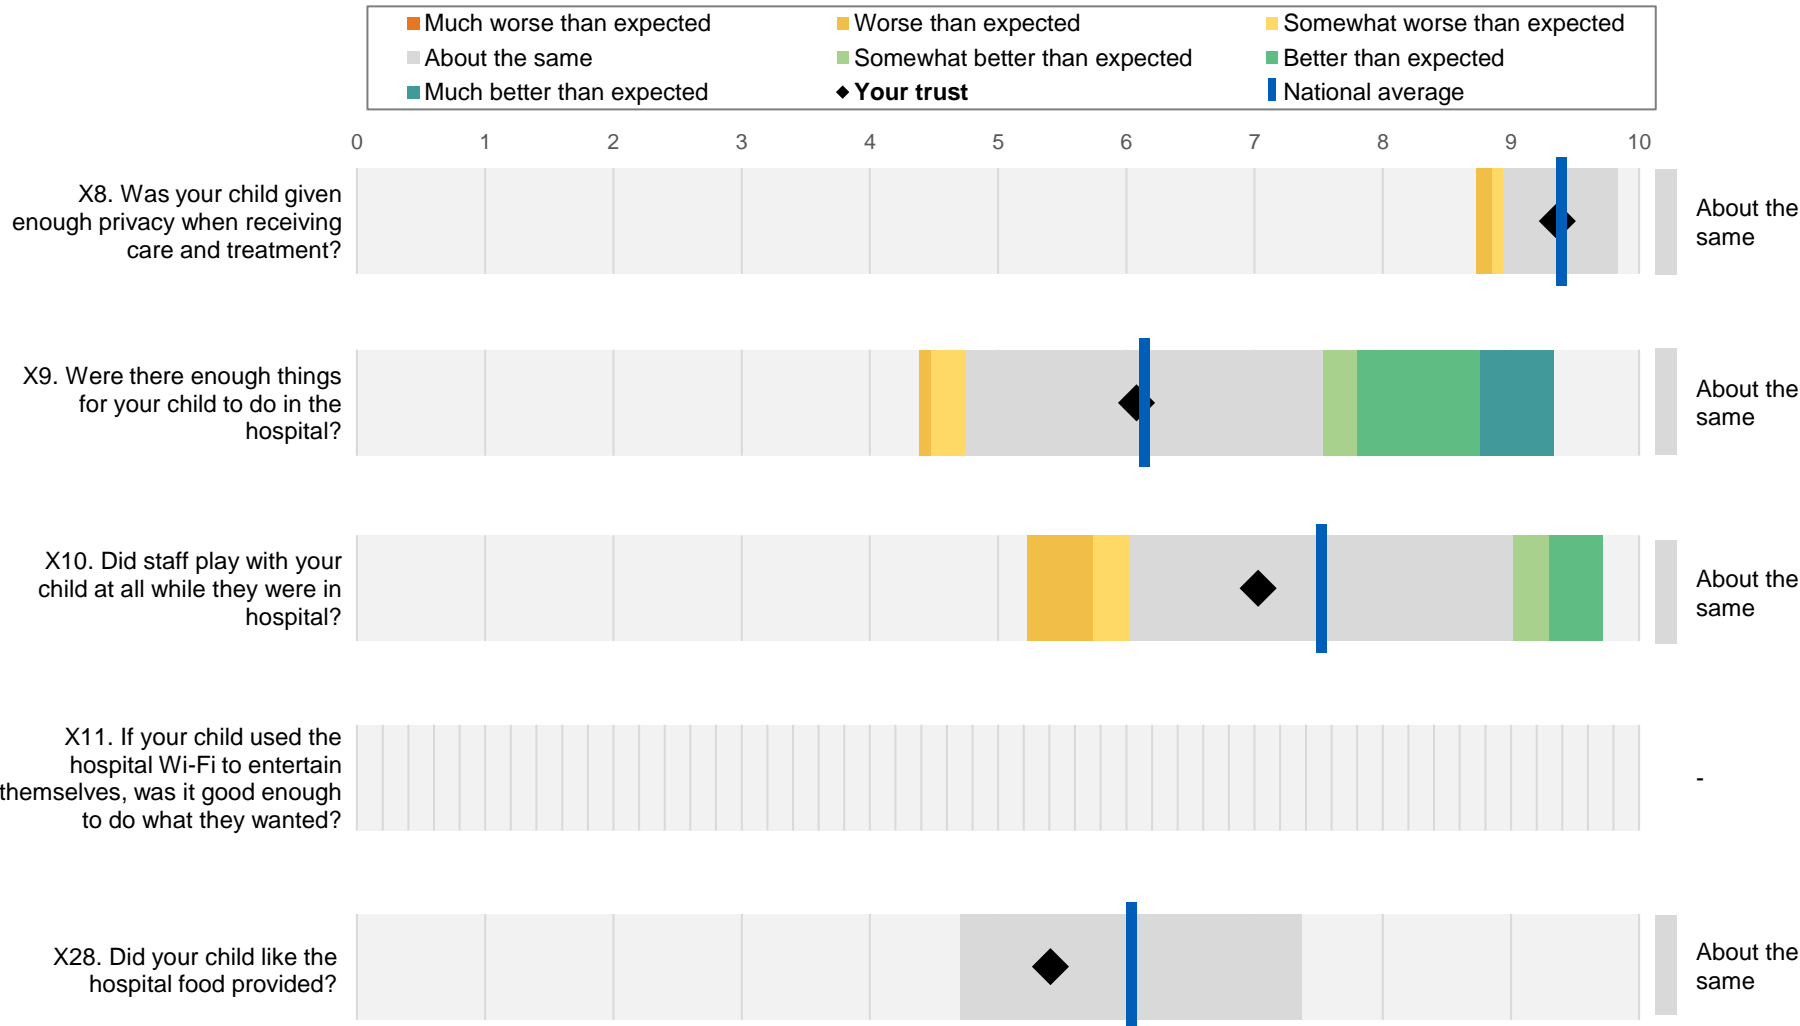 Much worse than expected
Worse than expected
Somewhat worse than expected
About the same
Somewhat better than expected
Better than expected
Much better than expected
Your trust
National average
0 1 2 3 4 5 6 7 8 9 10
X8. Was your child given
enough privacy when receiving
care and treatment?
About the
same
X9. Were there enough things
for your child to do in the
hospital?
About the
same
X10. Did staff play with your
child at all while they were in
hospital?
About the
same
X11. If your child used the
hospital Wi-Fi to entertain
themselves, was it good enough
to do what they wanted?
-
X28. Did your child like the
hospital food provided?
About the
same